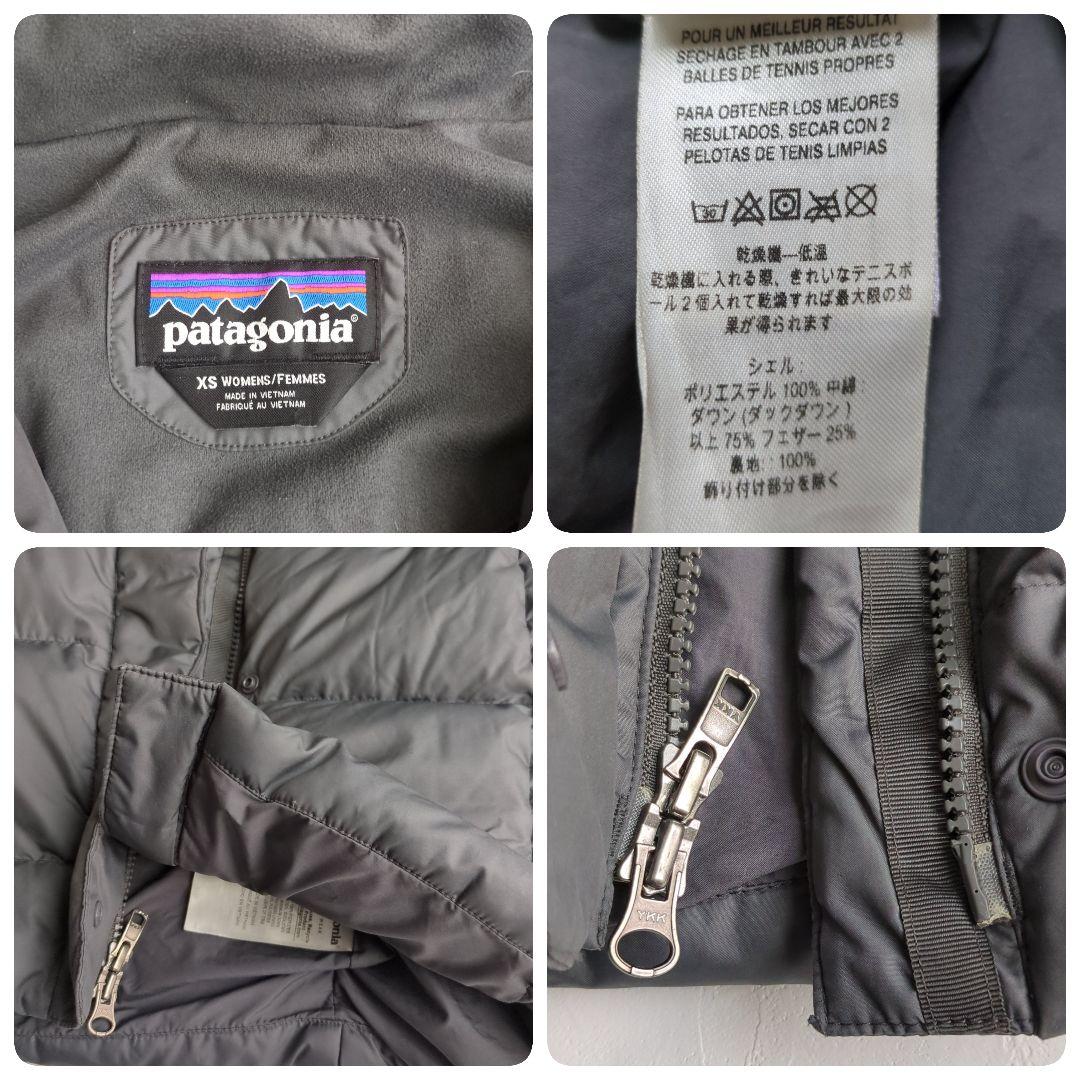 patagonia®
XS WOMENS/FEMMES
MADE IN VIETNAM
FABRIQUÉ AU VIETNAM
POUR UN MEILLEUR RÉSULTAT
SECHAGE EN TAMBOUR AVEC 2
BALLES DE TENNIS PROPRES
PARA OBTENER LOS MEJORES
RESULTADOS, SECAR CON 2
PELOTAS DE TENIS LIMPIAS
30
乾燥機—低温
乾燥機に入れる際、きれいなテニスボ
ール2個入れて乾燥すれば最大限の効
果が得られます
シェル:
ポリエステル 100% 中綿
ダウン (ダックダウン )
以上 75% フェザー 25%
裏地: 100%
飾り付け部分を除く
YKK
YKK